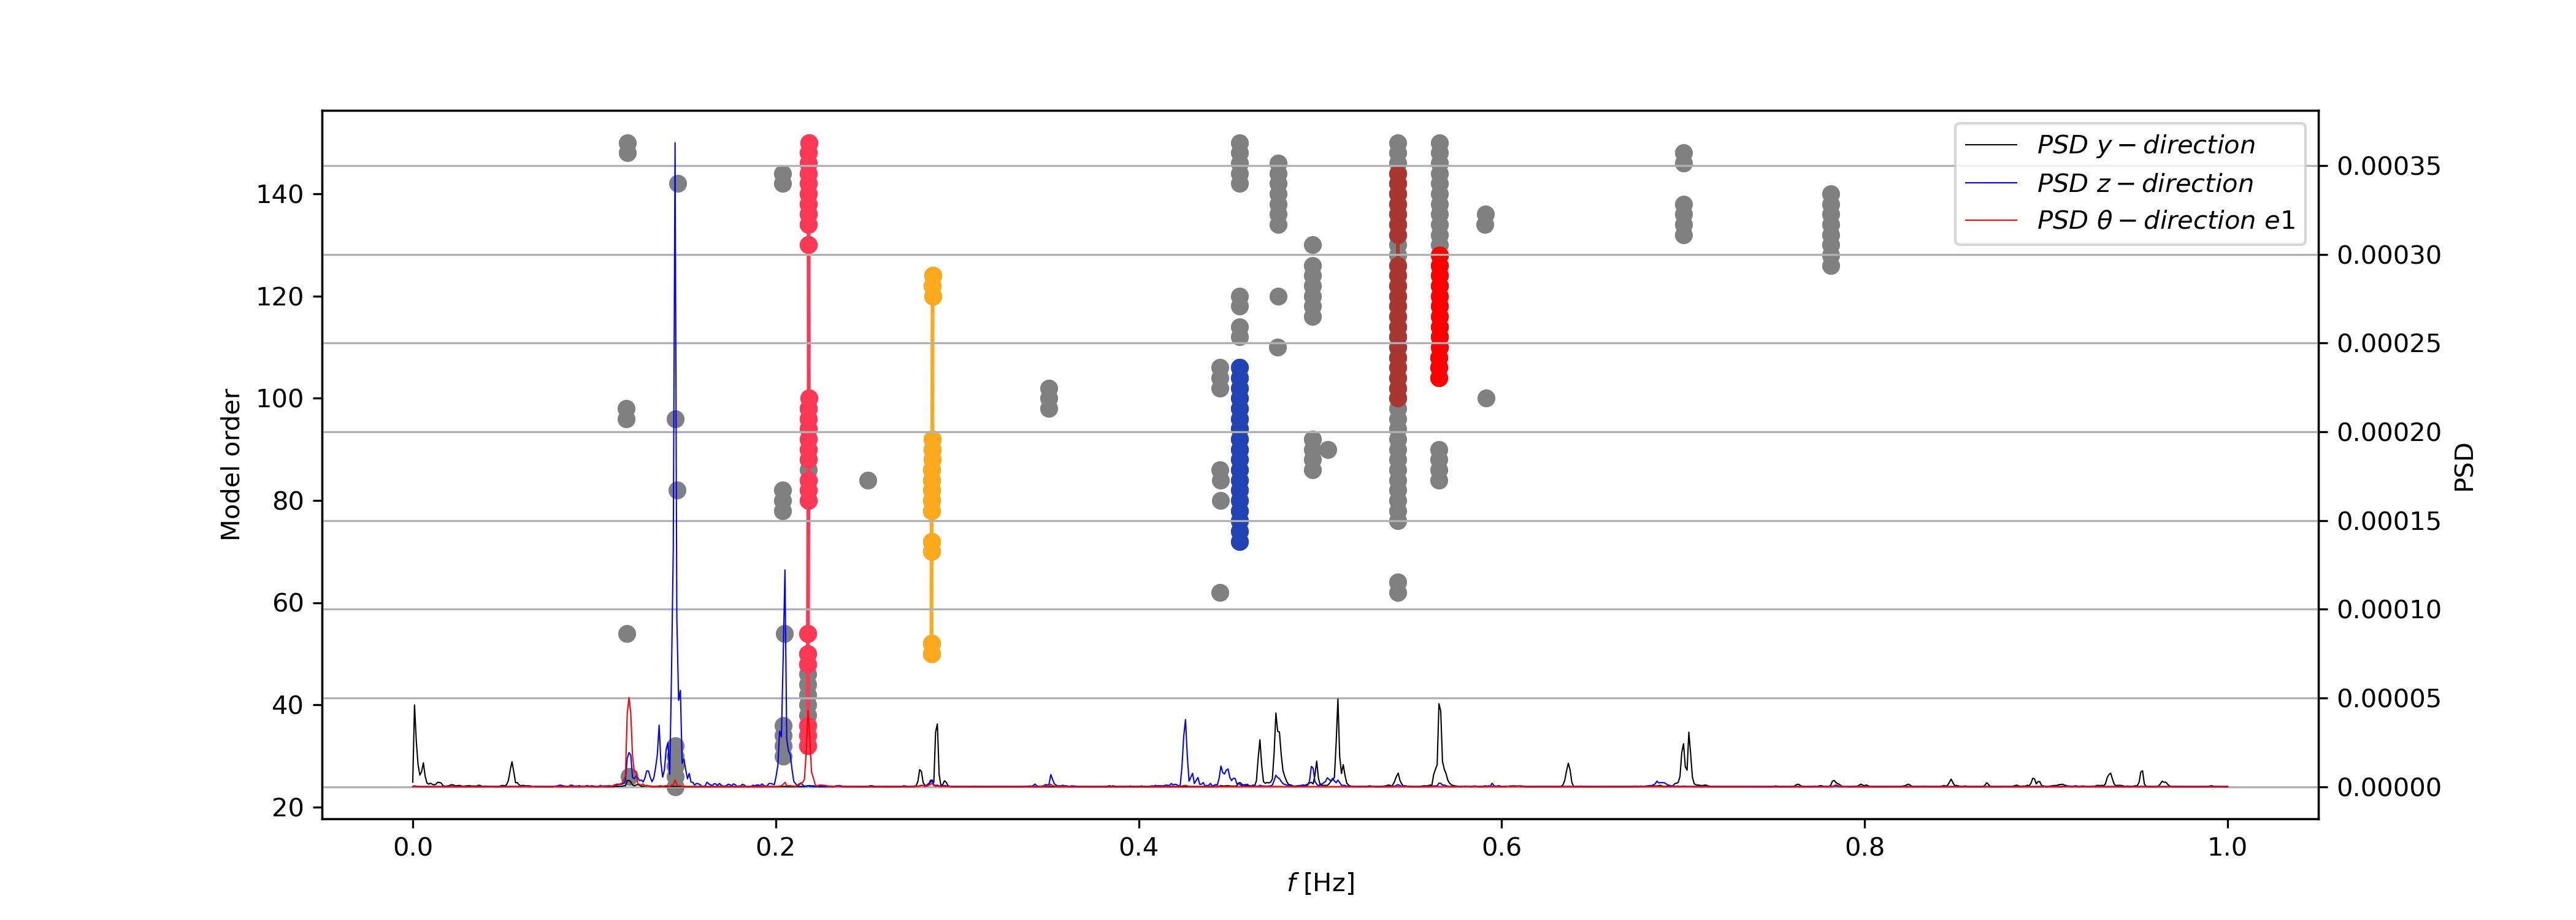 PSD y − direction
PSD z − direction
PSD θ − direction e1
140
120
100
80
60
40
20
Model order
0.00035
0.00030
0.00025
0.00020
0.00015
0.00010
0.00005
0.00000
PSD
0.0 0.2 0.4 0.6 0.8 1.0
f [Hz]